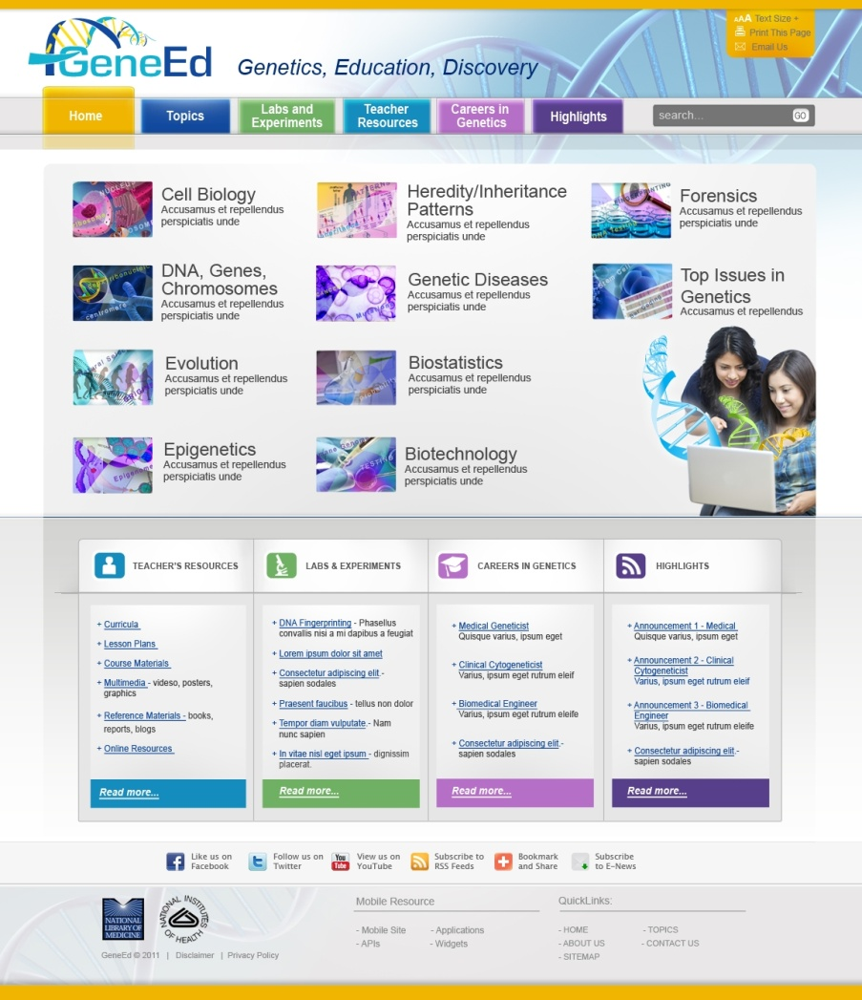 AAA Text Size +
Print This Page
Email Us
GeneEd
Genetics, Education, Discovery
Home
Topics
Labs and
Experiments
Teacher
Resources
Careers in
Genetics
Highlights
search...
GO
Cell Biology
Accusamus et repellendus
perspiciatis unde
Heredity/Inheritance
Patterns
Accusamus et repellendus
perspiciatis unde
Forensics
Accusamus et repellendus
perspiciatis unde
DNA, Genes,
Chromosomes
Accusamus et repellendus
perspiciatis unde
Genetic Diseases
Accusamus et repellendus
perspiciatis unde
Top Issues in
Genetics
Accusamus et repellendus
Evolution
Accusamus et repellendus
perspiciatis unde
Biostatistics
Accusamus et repellendus
perspiciatis unde
Epigenetics
Accusamus et repellendus
perspiciatis unde
Biotechnology
Accusamus et repellendus
perspiciatis unde
TEACHER'S RESOURCES
+ Curricula
+ Lesson Plans
+ Course Materials
+ Multimedia - videso, posters,
graphics
+ Reference Materials - books,
reports, blogs
+ Online Resources
Read more...
LABS & EXPERIMENTS
+ DNA Fingerprinting - Phasellus
convallis nisi a mi dapibus a feugiat
+ Lorem ipsum dolor sit amet
+ Consectetur adipiscing elit.-
sapien sodales
+ Praesent faucibus - tellus non dolor
+ Tempor diam vulputate.- Nam
nunc sapien
+ In vitae nisl eget ipsum - dignissim
placerat.
Read more...
CAREERS IN GENETICS
+ Medical Geneticist
Quisque varius, ipsum eget
+ Clinical Cytogeneticist
Varius, ipsum eget rutrum eleif
+ Biomedical Engineer
Varius, ipsum eget rutrum eleife
+ Consectetur adipiscing elit.-
sapien sodales
Read more...
HIGHLIGHTS
+ Announcement 1 - Medical
Quisque varius, ipsum eget
+ Announcement 2 - Clinical
Cytogeneticist
Varius, ipsum eget rutrum eleif
+ Announcement 3 - Biomedical
Engineer
Varius, ipsum eget rutrum eleife
+ Consectetur adipiscing elit.-
sapien sodales
Read more...
Like us on
Facebook
Follow us on
Twitter
You
Tube
View us on
YouTube
Subscribe to
RSS Feeds
Bookmark
and Share
Subscribe
to E-News
NATIONAL
LIBRARY OF
MEDICINE
NATIONAL INSTITUTES
OF HEALTH
GeneEd © 2011 | Disclaimer | Privacy Policy
Mobile Resource
- Mobile Site - Applications
- APIs - Widgets
QuickLinks:
- HOME - TOPICS
- ABOUT US - CONTACT US
- SITEMAP